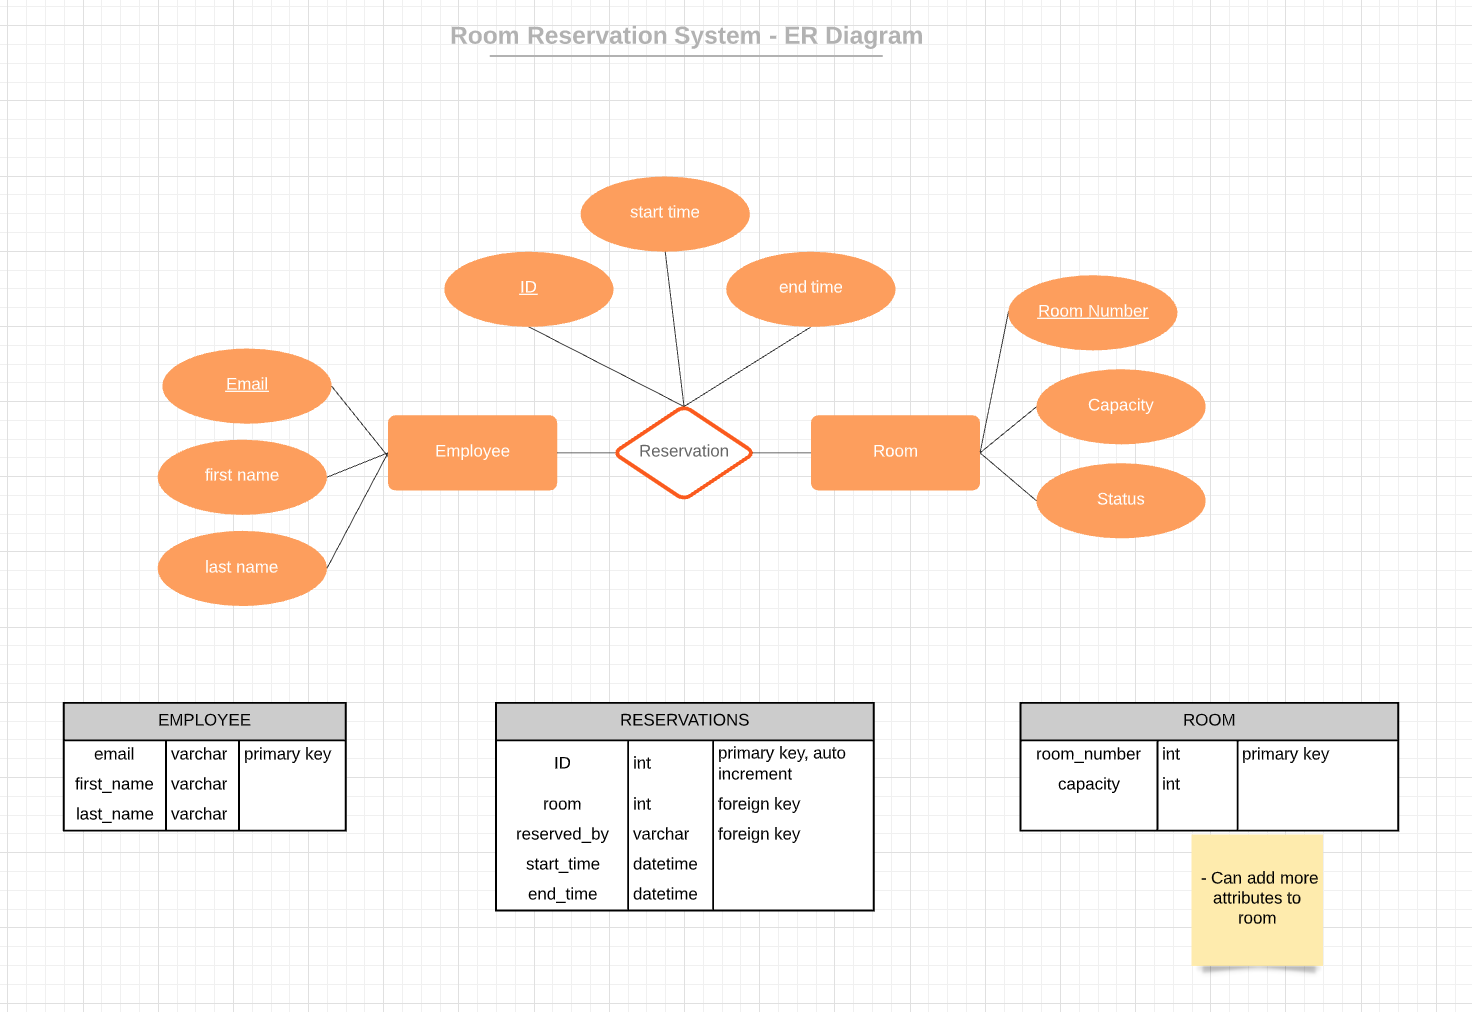 Room Reservation System - ER Diagram
start time
ID
end time
Room Number
Email
Capacity
Employee
Reservation
Room
first name
Status
last name
EMPLOYEE
email varchar primary key
first_name varchar
last_name varchar
RESERVATIONS
ID int primary key, auto
increment
room int foreign key
reserved_by varchar foreign key
start_time datetime
end_time datetime
ROOM
room_number int primary key
capacity int
- Can add more
attributes to
room